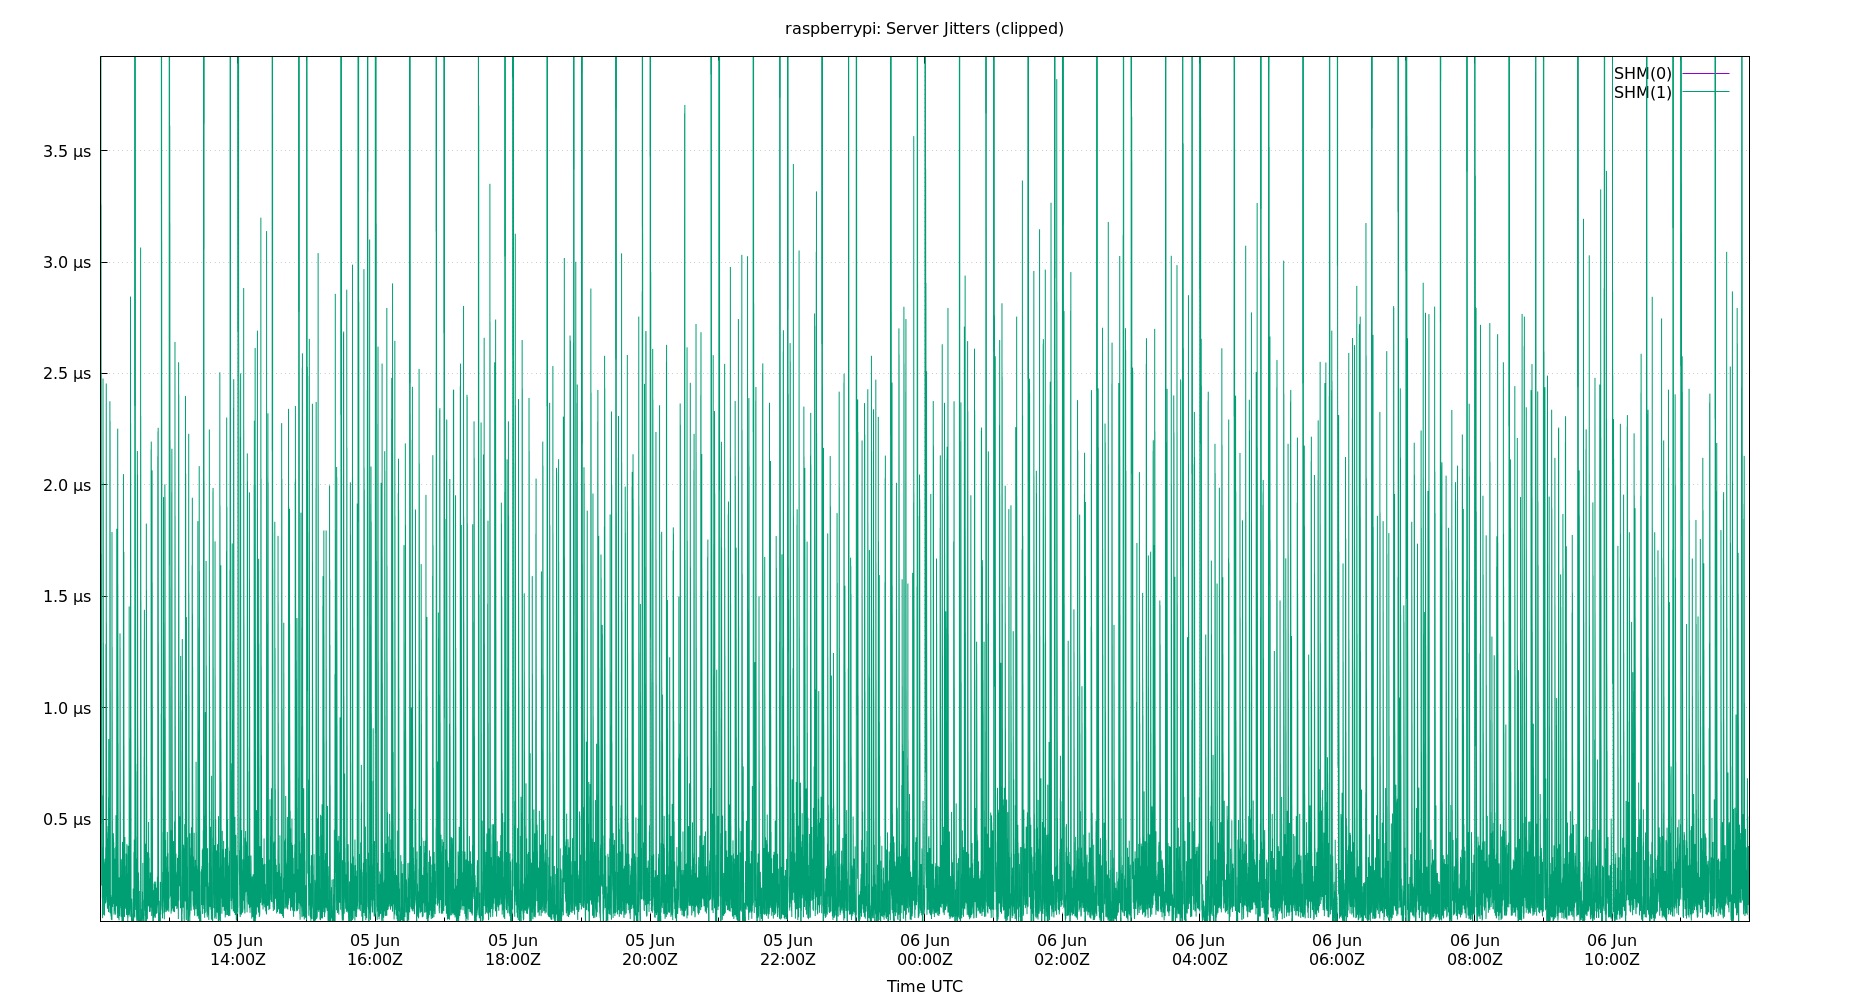 raspberrypi: Server Jitters (clipped)
SHM(0)
SHM(1)
3.5 µs
3.0 µs
2.5 µs
2.0 µs
1.5 µs
1.0 µs
0.5 µs
05 Jun 05 Jun 05 Jun 05 Jun 05 Jun 06 Jun 06 Jun 06 Jun 06 Jun 06 Jun 06 Jun
14:00Z 16:00Z 18:00Z 20:00Z 22:00Z 00:00Z 02:00Z 04:00Z 06:00Z 08:00Z 10:00Z
Time UTC